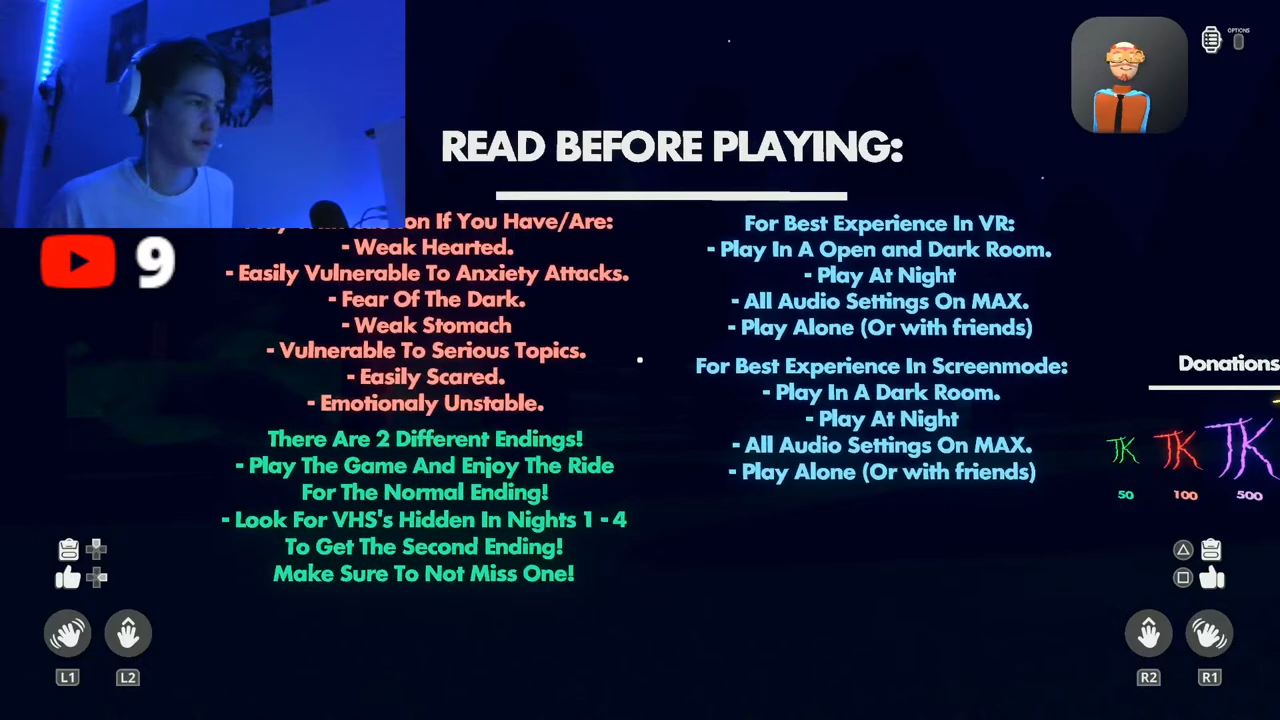 OPTIONS
READ BEFORE PLAYING:
on If You Have/Are:
- Weak Hearted.
- Easily Vulnerable To Anxiety Attacks.
- Fear Of The Dark.
- Weak Stomach
- Vulnerable To Serious Topics.
- Easily Scared.
- Emotionaly Unstable.
There Are 2 Different Endings!
- Play The Game And Enjoy The Ride
For The Normal Ending!
- Look For VHS's Hidden In Nights 1 - 4
To Get The Second Ending!
Make Sure To Not Miss One!
For Best Experience In VR:
- Play In A Open and Dark Room.
- Play At Night
- All Audio Settings On MAX.
- Play Alone (Or with friends)
For Best Experience In Screenmode:
- Play In A Dark Room.
- Play At Night
- All Audio Settings On MAX.
- Play Alone (Or with friends)
9
Donations
TK TK TK
50 100 500
L1 L2
R2 R1